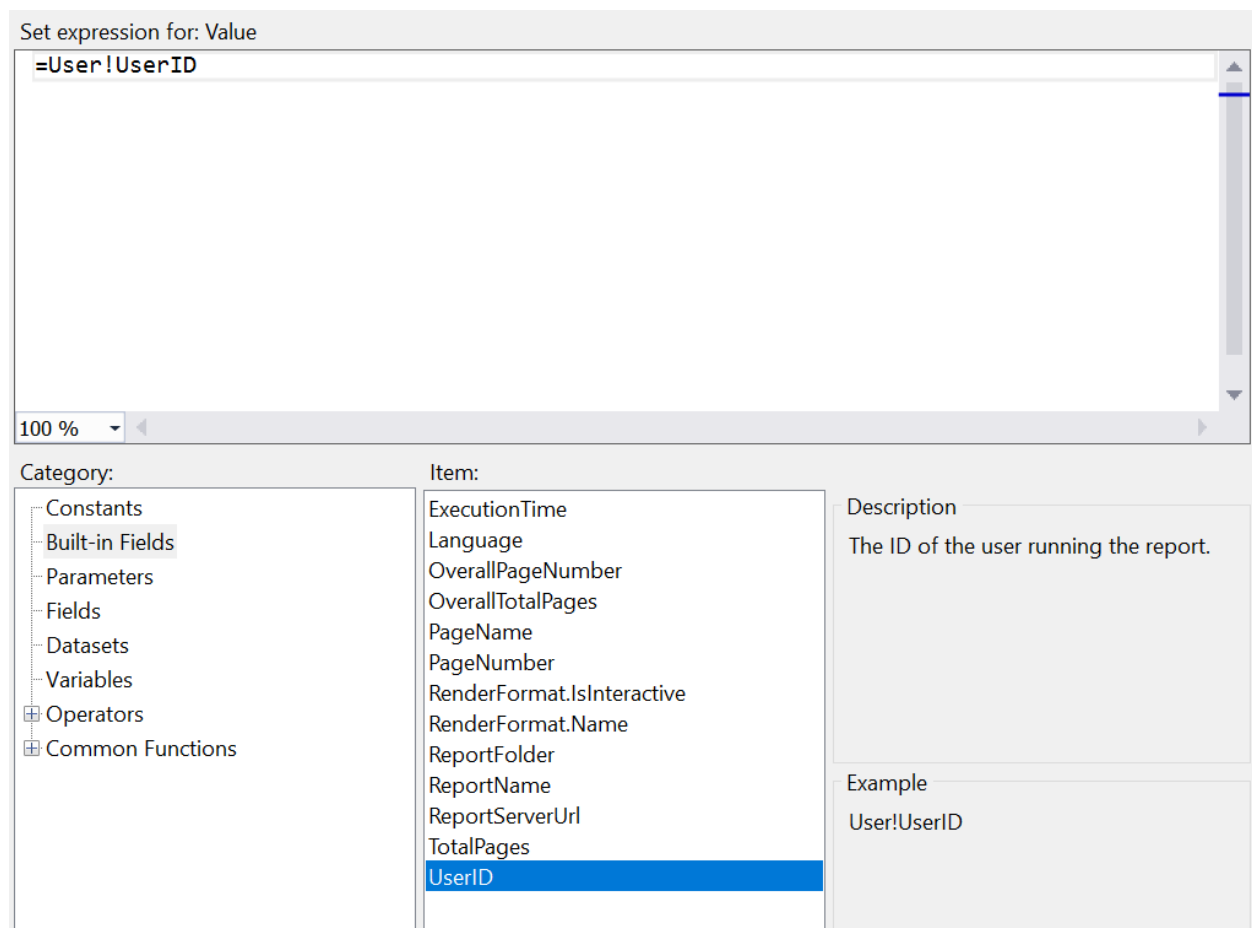 Set expression for: Value
=User!UserID
100 %
Category:
Constants
Built-in Fields
Parameters
Fields
Datasets
Variables
Operators
Common Functions
Item:
ExecutionTime
Language
OverallPageNumber
OverallTotalPages
PageName
PageNumber
RenderFormat.IsInteractive
RenderFormat.Name
ReportFolder
ReportName
ReportServerUrl
TotalPages
UserID
Description
The ID of the user running the report.
Example
User!UserID